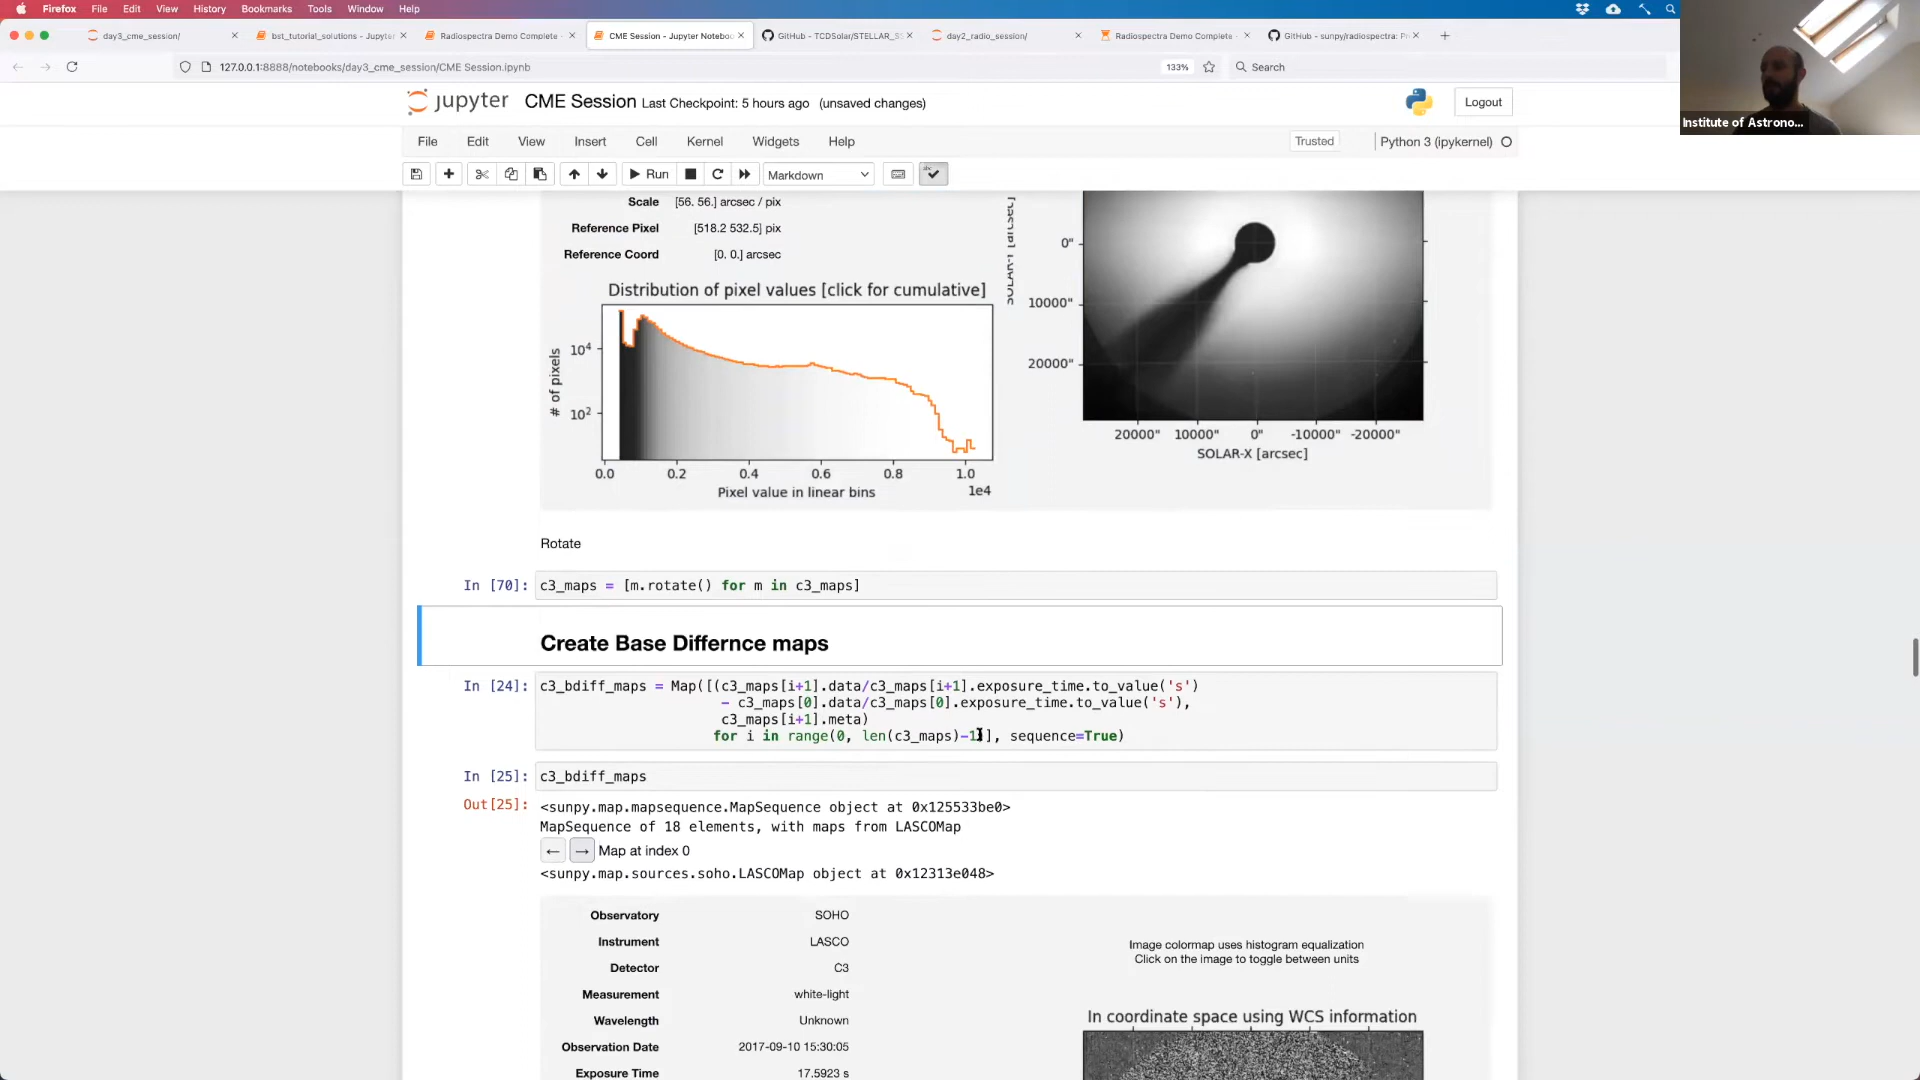 Firefox File Edit View History Bookmarks Tools Window Help
day3_cme_session/
bst_tutorial_solutions - Jupyter
Radiospectra Demo Complete -
CME Session - Jupyter Notebo
GitHub - TCDSolar/STELLAR_S
day2_radio_session/
Radiospectra Demo Complete -
GitHub - sunpy/radiospectra: P
127.0.0.1:8888/notebooks/day3_cme_session/CME Session.ipynb
133%
Search
Institute of Astrono...
jupyter CME Session Last Checkpoint: 5 hours ago (unsaved changes)
Logout
File Edit View Insert Cell Kernel Widgets Help
Trusted
Python 3 (ipykernel)
Run
Markdown
Scale [56. 56.] arcsec / pix
Reference Pixel [518.2 532.5] pix
Reference Coord [0. 0.] arcsec
Distribution of pixel values [click for cumulative]
# of pixels
10⁴
10²
0.0 0.2 0.4 0.6 0.8 1.0
1e4
Pixel value in linear bins
SOLAR-Y [arcsec]
0"
10000"
20000"
20000" 10000" 0" -10000" -20000"
SOLAR-X [arcsec]
Rotate
In [70]: c3_maps = [m.rotate() for m in c3_maps]
Create Base Differnce maps
In [24]: c3_bdiff_maps = Map([(c3_maps[i+1].data/c3_maps[i+1].exposure_time.to_value('s')
- c3_maps[0].data/c3_maps[0].exposure_time.to_value('s'),
c3_maps[i+1].meta)
for i in range(0, len(c3_maps)-1)], sequence=True)
In [25]: c3_bdiff_maps
Out[25]: <sunpy.map.mapsequence.MapSequence object at 0x125533be0>
MapSequence of 18 elements, with maps from LASCOMap
← → Map at index 0
<sunpy.map.sources.soho.LASCOMap object at 0x12313e048>
Observatory SOHO
Instrument LASCO
Detector C3
Measurement white-light
Wavelength Unknown
Observation Date 2017-09-10 15:30:05
Exposure Time 17.5923 s
Image colormap uses histogram equalization
Click on the image to toggle between units
In coordinate space using WCS information